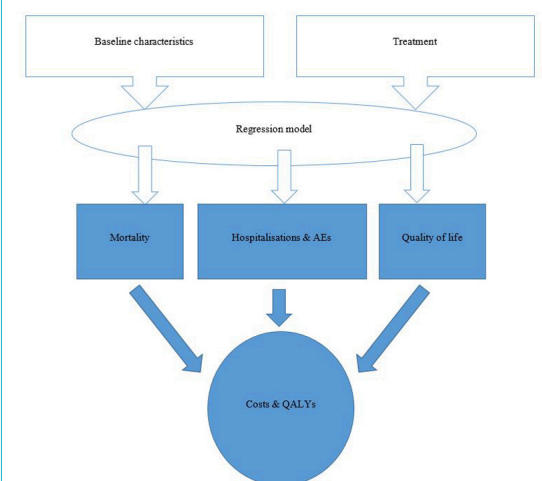 Baseline characteristics
Treatment
Regression model
Mortality
Hospitalisations & AEs
Quality of life
Costs & QALYs